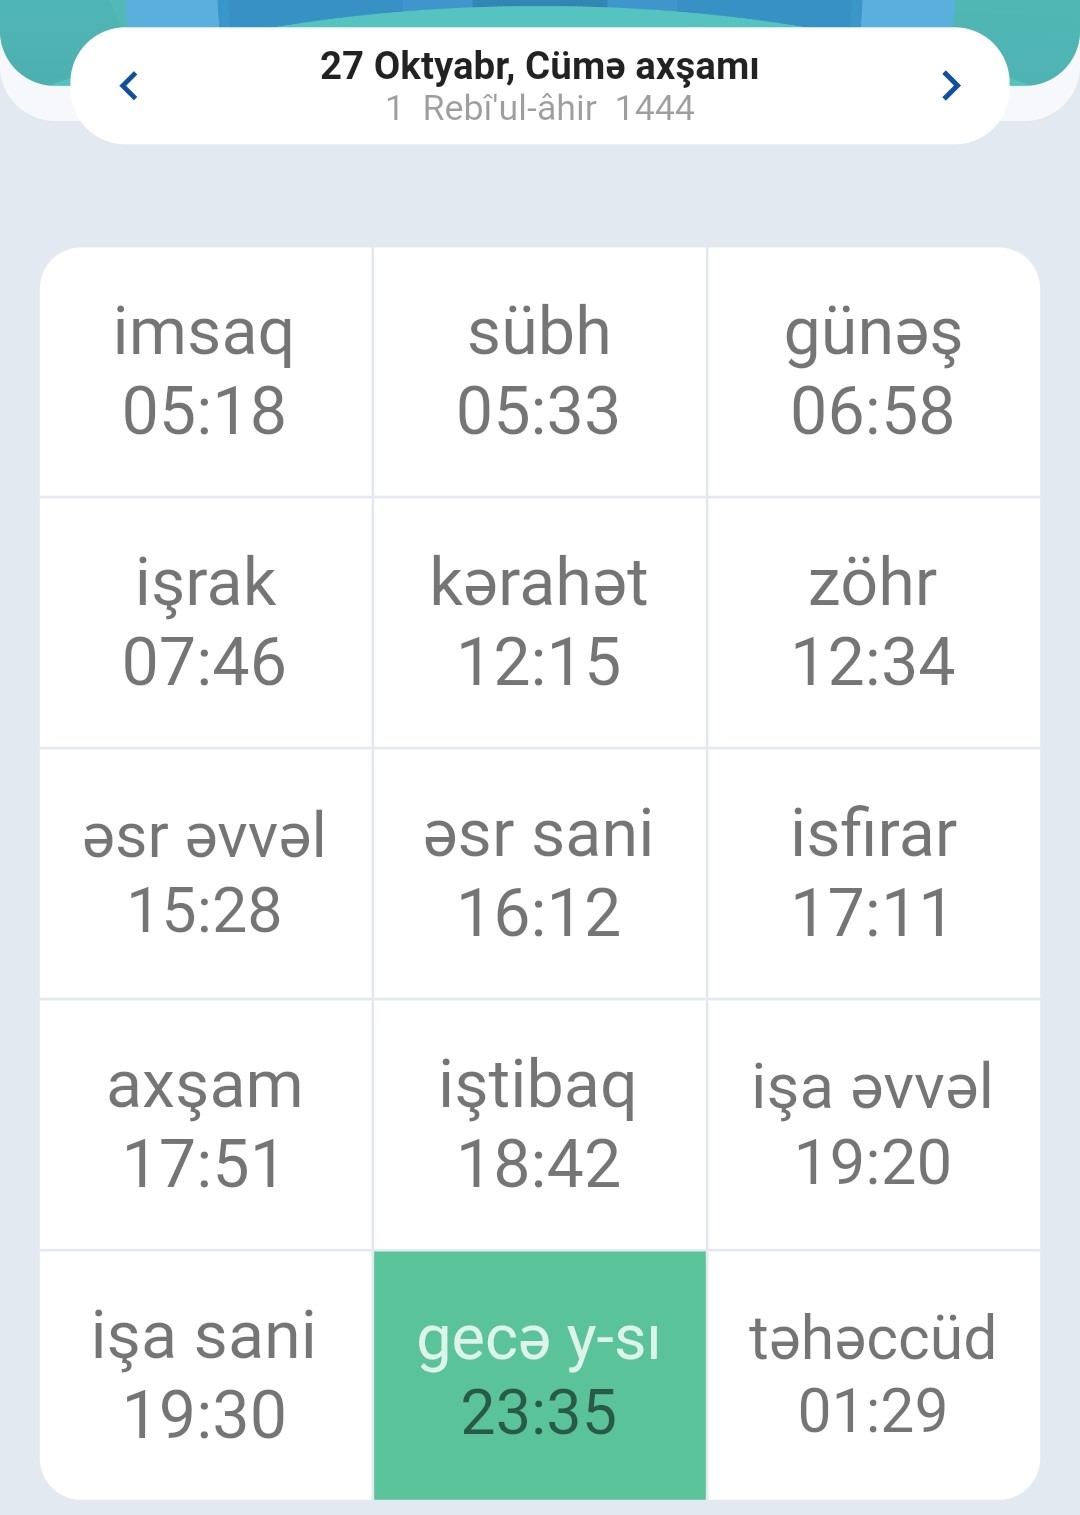 27 Oktyabr, Cümə axşamı
1 Rebî'ul-âhir 1444
imsaq
05:18
sübh
05:33
günəş
06:58
işrak
07:46
kərahət
12:15
zöhr
12:34
əsr əvvəl
15:28
əsr sani
16:12
isfırar
17:11
axşam
17:51
iştibaq
18:42
işa əvvəl
19:20
işa sani
19:30
gecə y-sı
23:35
təhəccüd
01:29